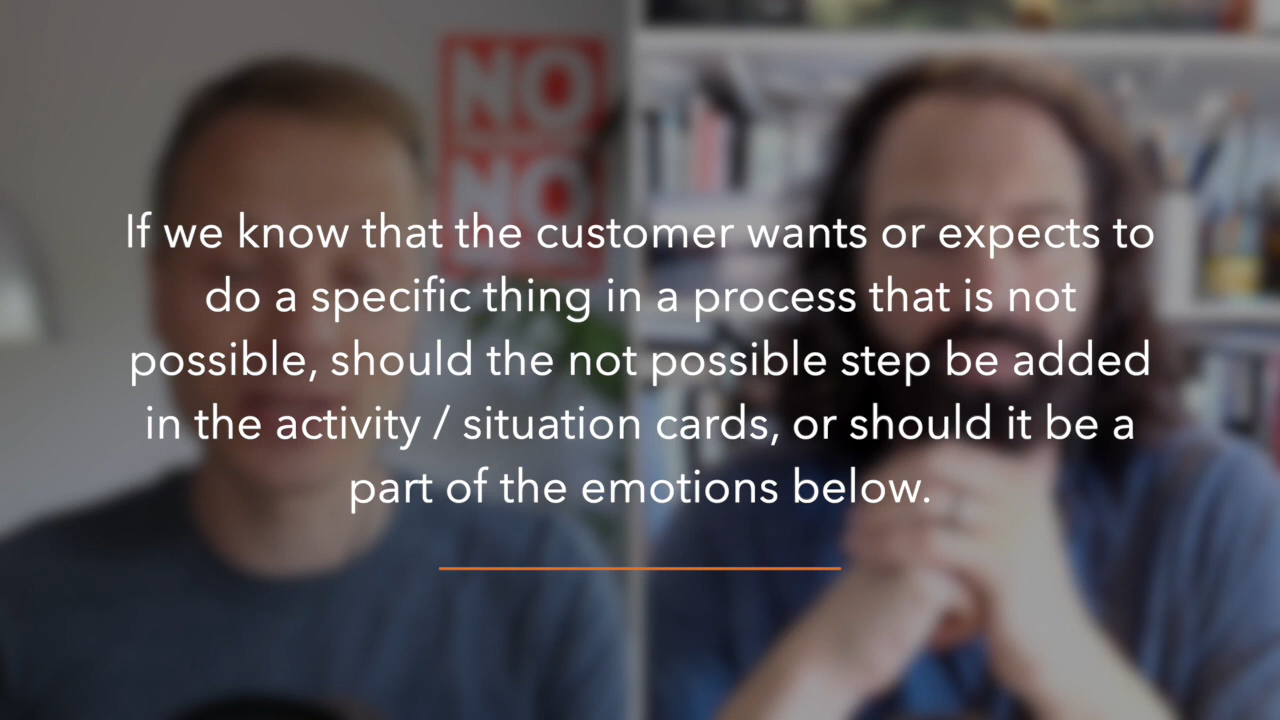 NO
NO
If we know that the customer wants or expects to
do a specific thing in a process that is not
possible, should the not possible step be added
in the activity / situation cards, or should it be a
part of the emotions below.